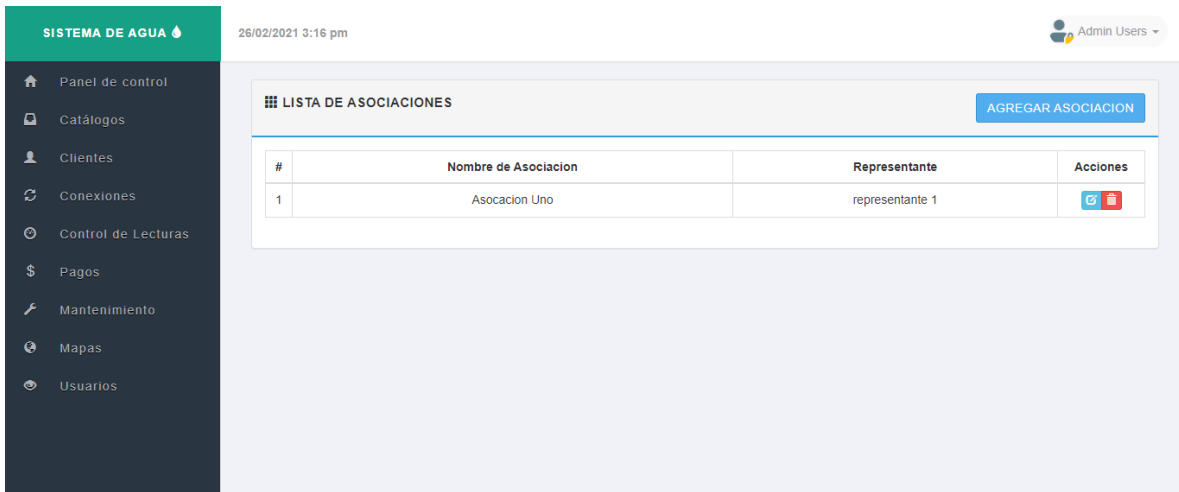 SISTEMA DE AGUA
26/02/2021 3:16 pm
Admin Users
Panel de control
Catálogos
Clientes
Conexiones
Control de Lecturas
Pagos
Mantenimiento
Mapas
Usuarios
LISTA DE ASOCIACIONES
AGREGAR ASOCIACION
# Nombre de Asociacion Representante Acciones
1 Asocacion Uno representante 1